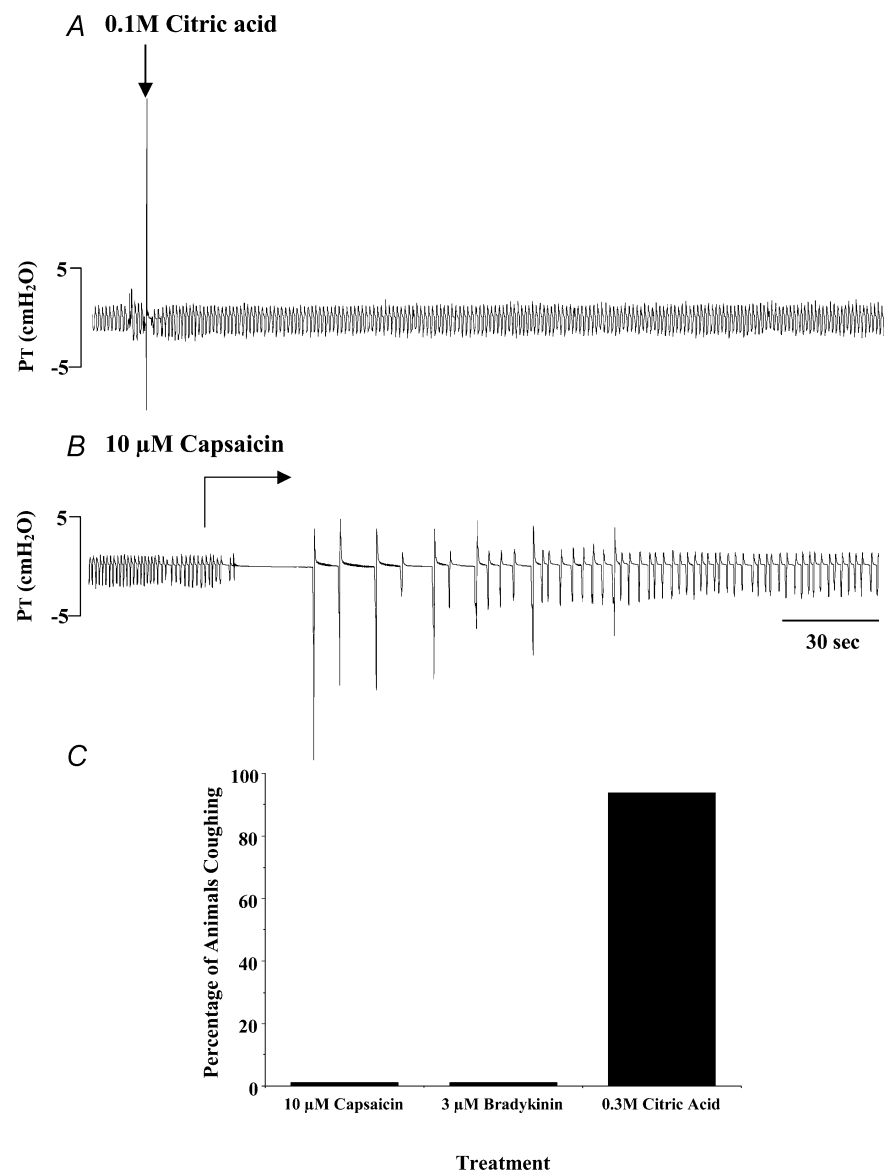 A 0.1M Citric acid
5
PT (cmH2O)
-5
B 10 µM Capsaicin
5
PT (cmH2O)
-5
30 sec
C
100
80
60
40
20
0
Percentage of Animals Coughing
10 µM Capsaicin 3 µM Bradykinin 0.3M Citric Acid
Treatment